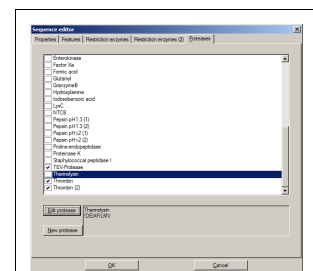 Sequence editor
Properties Features Restriction enzymes Restriction enzymes (2) Proteases
Enterokinase
Factor Xa
Formic acid
Glutamyl
GranzymeB
Hydroxylamine
Iodosobenzoic acid
LysC
NTCB
Pepsin pH1.3 (1)
Pepsin pH1.3 (2)
Pepsin pH>2 (1)
Pepsin pH>2 (2)
Proline-endopeptidase
Proteinase K
Staphylococcal peptidase I
TEV-Protease
Thermolysin
Thrombin
Thrombin (2)
Edit protease
Thermolysin
New protease
OK Cancel